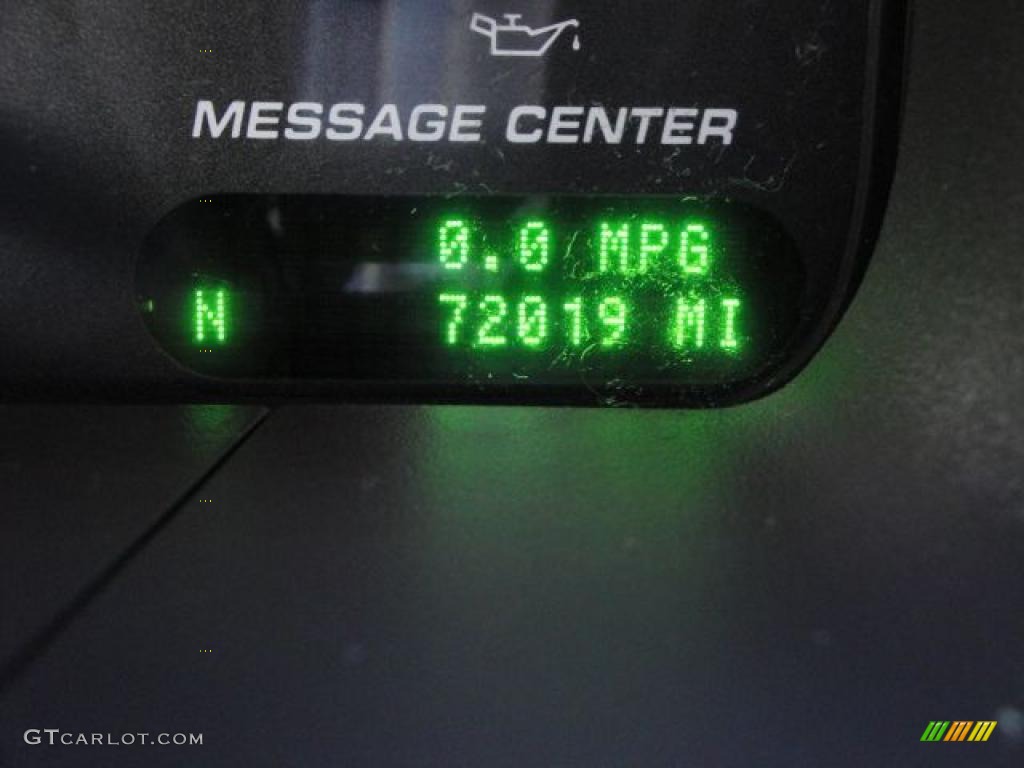 MESSAGE CENTER
0.0 MPG
N 72019 MI
GTCARLOT.COM